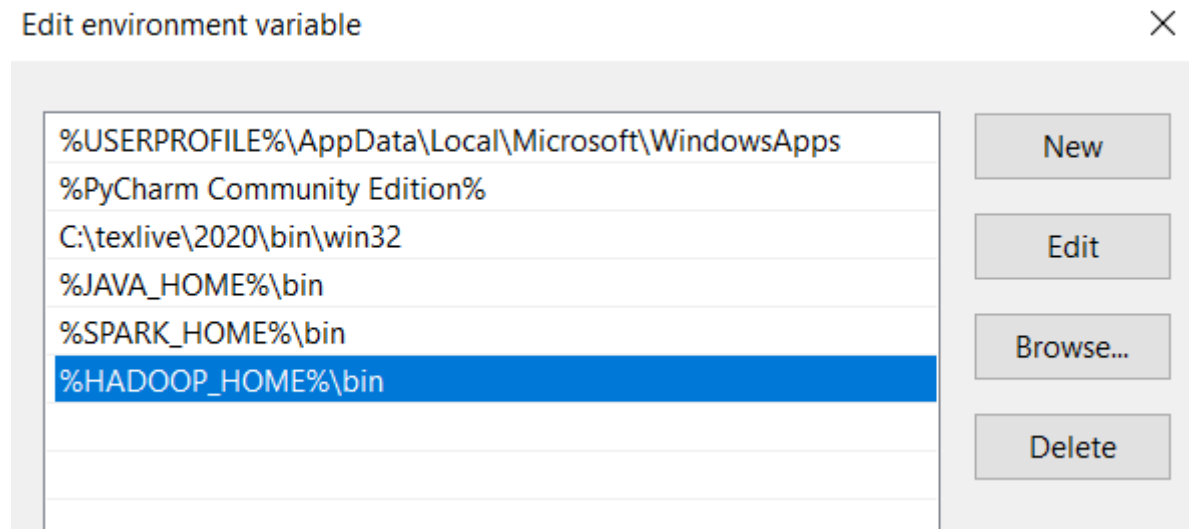 Edit environment variable
%USERPROFILE%\AppData\Local\Microsoft\WindowsApps
%PyCharm Community Edition%
C:\texlive\2020\bin\win32
%JAVA_HOME%\bin
%SPARK_HOME%\bin
%HADOOP_HOME%\bin
New
Edit
Browse...
Delete